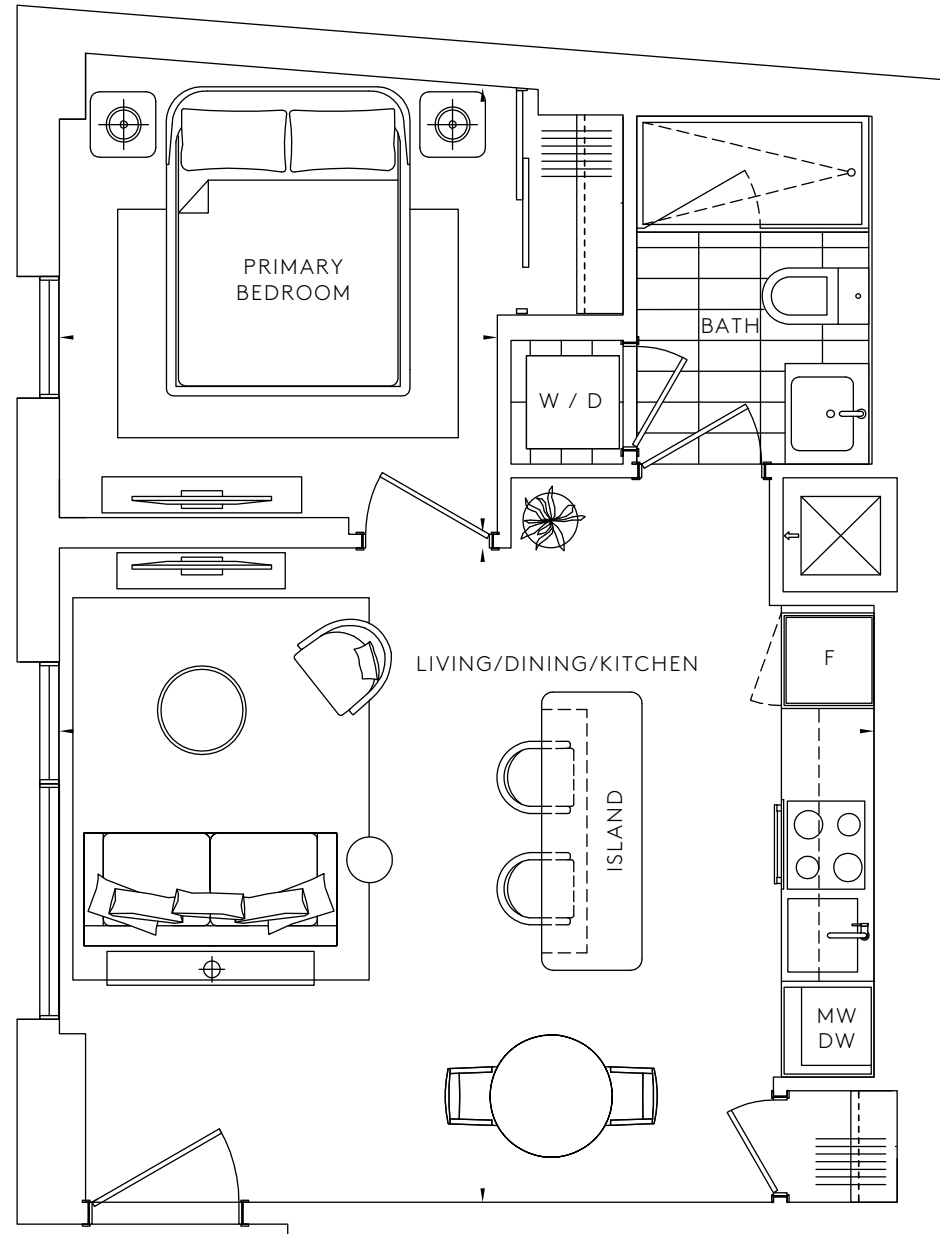 PRIMARY
BEDROOM
BATH
W / D
LIVING/DINING/KITCHEN
F
ISLAND
MW
DW